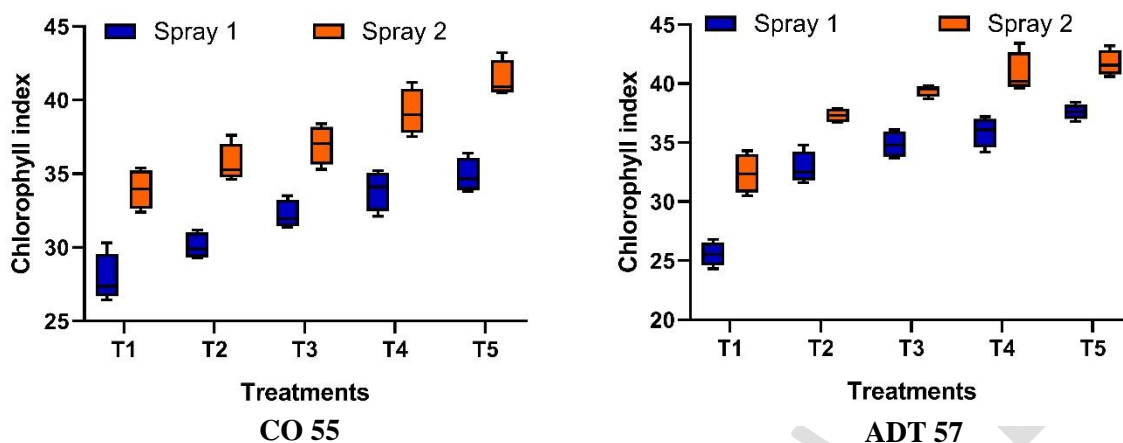 Spray 1 Spray 2
Chlorophyll index
45
40
35
30
25
T1 T2 T3 T4 T5
Treatments
CO 55
Spray 1 Spray 2
Chlorophyll index
45
40
35
30
25
20
T1 T2 T3 T4 T5
Treatments
ADT 57